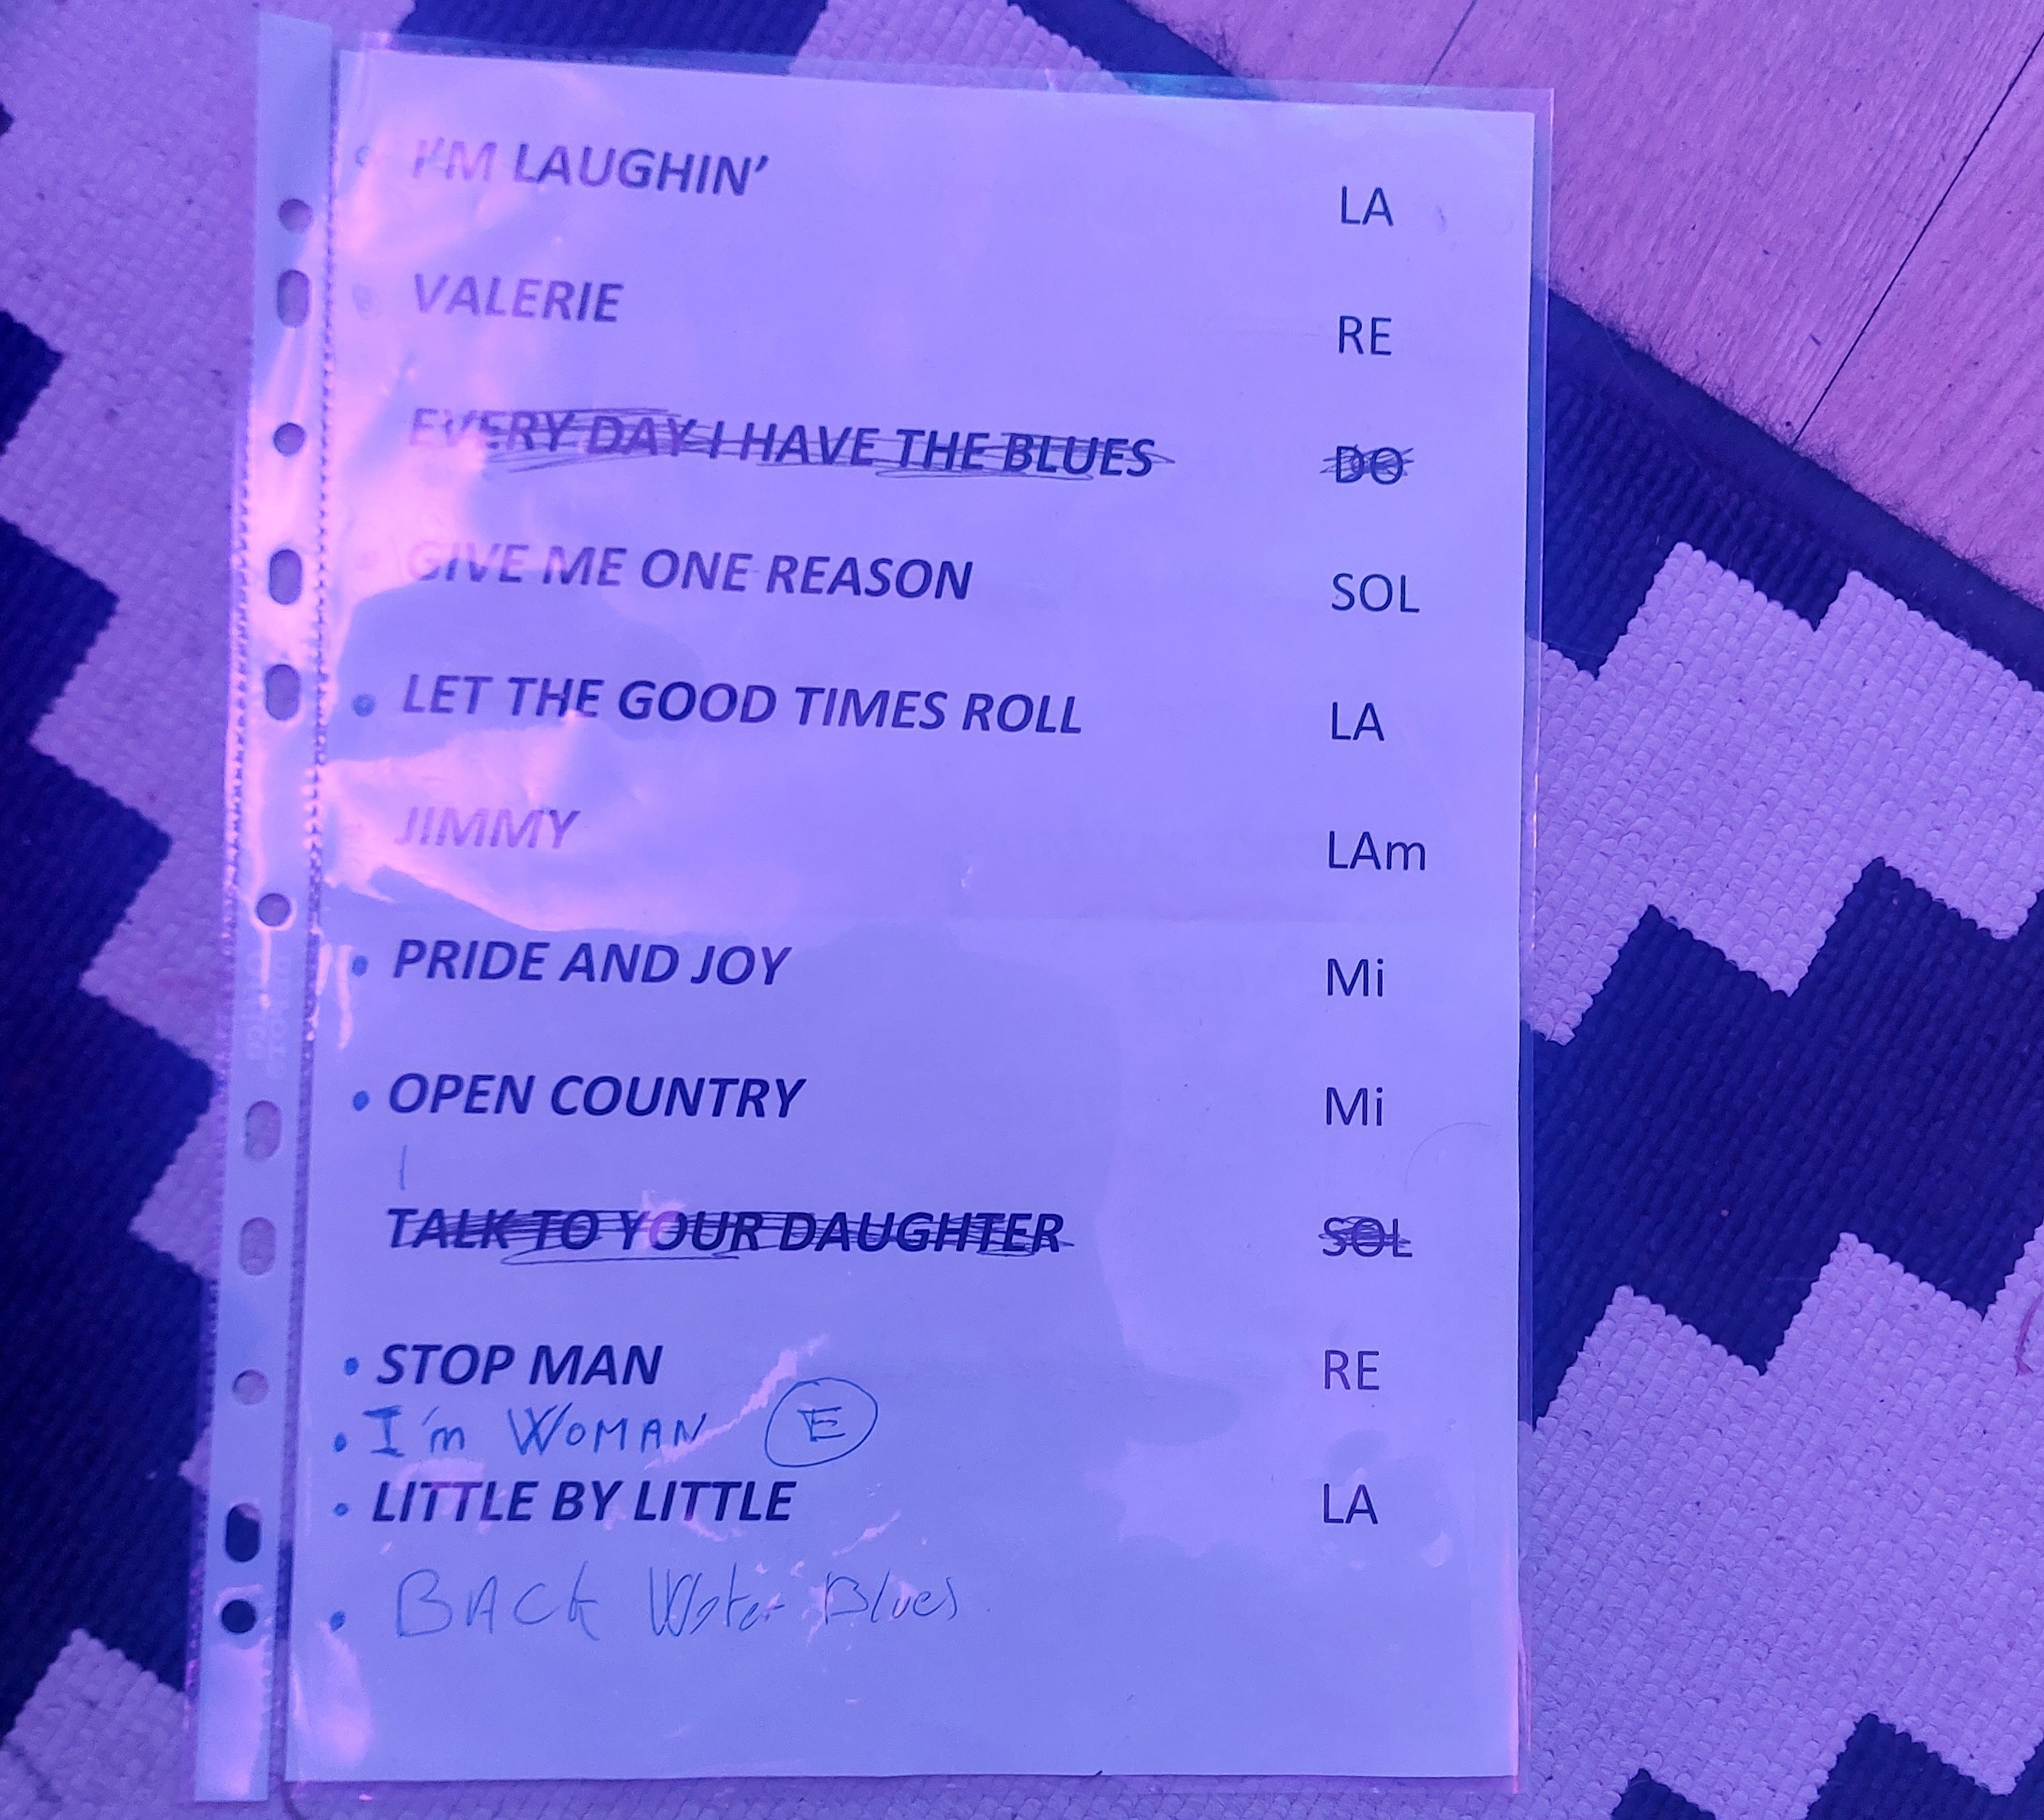 I'M LAUGHIN' LA
VALERIE RE
EVERY DAY I HAVE THE BLUES DO
GIVE ME ONE REASON SOL
LET THE GOOD TIMES ROLL LA
JIMMY LAm
PRIDE AND JOY Mi
OPEN COUNTRY Mi
TALK TO YOUR DAUGHTER SOL
STOP MAN RE
I'm WOMAN E
LITTLE BY LITTLE LA
BACK Water Blues